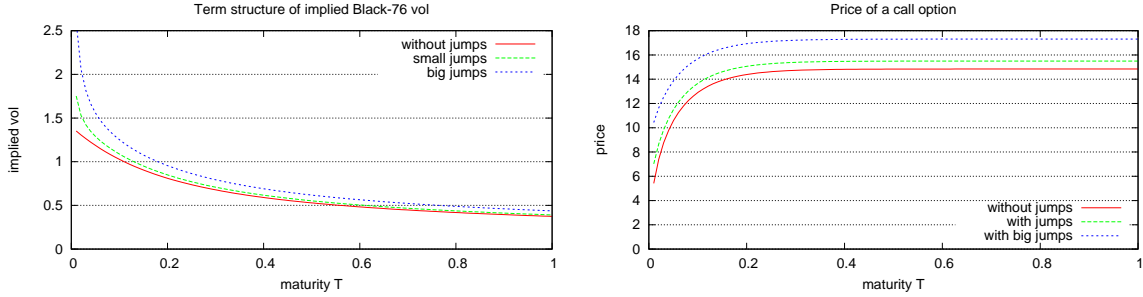 Term structure of implied Black-76 vol
2.5
2
1.5
1
0.5
0
implied vol
without jumps
small jumps
big jumps
0 0.2 0.4 0.6 0.8 1
maturity T
Price of a call option
18
16
14
12
10
8
6
4
2
0
price
without jumps
with jumps
with big jumps
0 0.2 0.4 0.6 0.8 1
maturity T